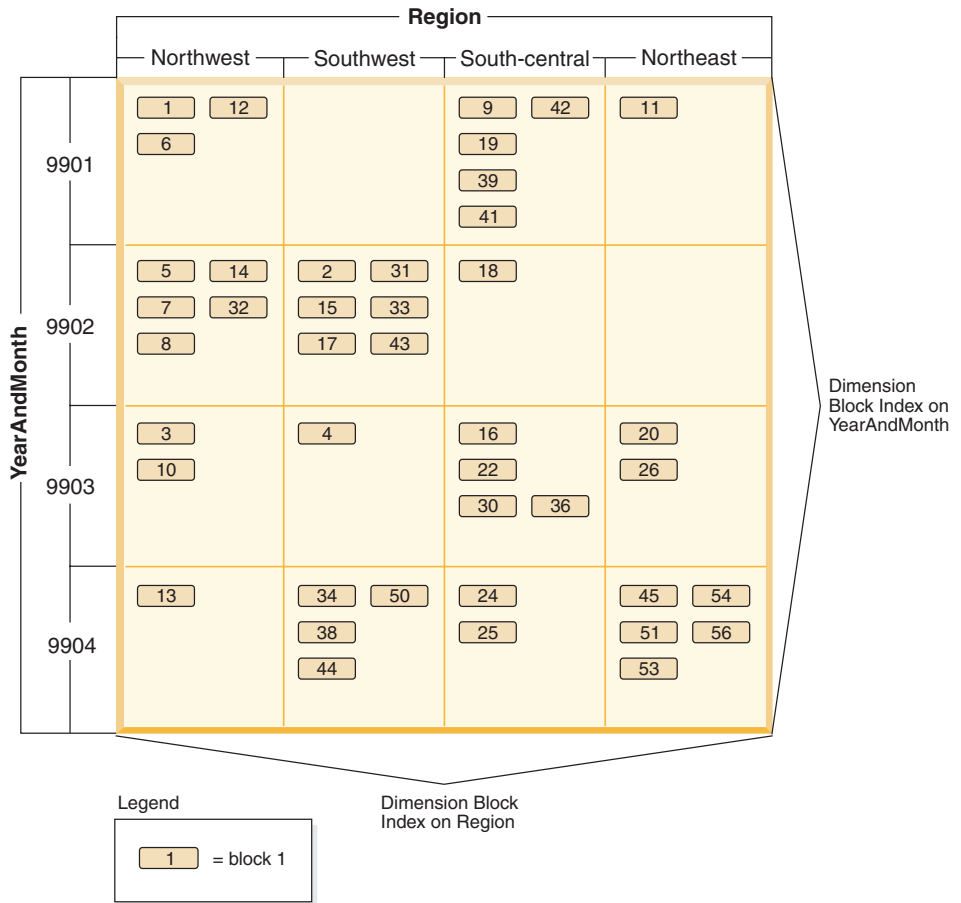 Region
Northwest Southwest South-central Northeast
YearAndMonth
9901
1 12 9 42 11
6 19
39
41
9902
5 14 2 31 18
7 32 15 33
8 17 43
9903
3 4 16 20
10 22 26
30 36
9904
13 34 50 24 45 54
38 25 51 56
44 53
Dimension
Block Index on
YearAndMonth
Dimension Block
Index on Region
Legend
1 = block 1